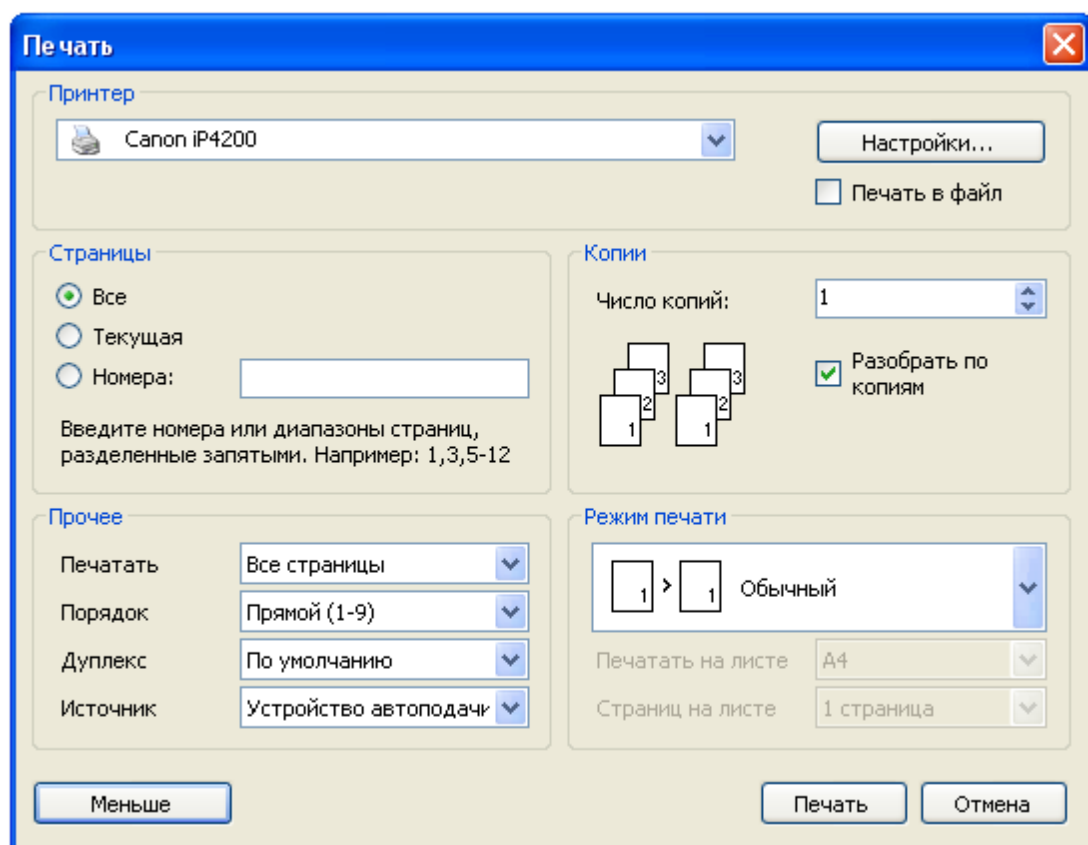 Печать
Принтер
Canon iP4200
Настройки...
Печать в файл
Страницы
Все
Текущая
Номера:
Введите номера или диапазоны страниц,
разделенные запятыми. Например: 1,3,5-12
Копии
Число копий: 1
3 3
2 2
1 1
Разобрать по
копиям
Прочее
Печатать Все страницы
Порядок Прямой (1-9)
Дуплекс По умолчанию
Источник Устройство автоподачи
Режим печати
1 > 1 Обычный
Печатать на листе A4
Страниц на листе 1 страница
Меньше
Печать
Отмена